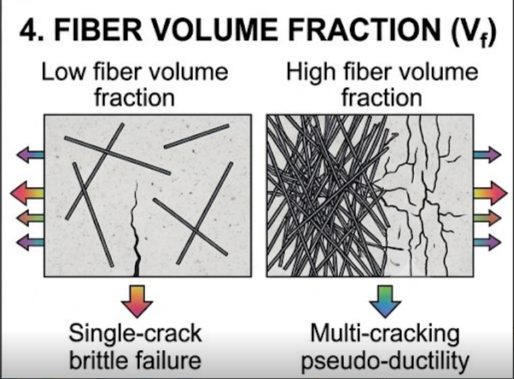 4. FIBER VOLUME FRACTION (Vf)
Low fiber volume
fraction
High fiber volume
fraction
Single-crack
brittle failure
Multi-cracking
pseudo-ductility